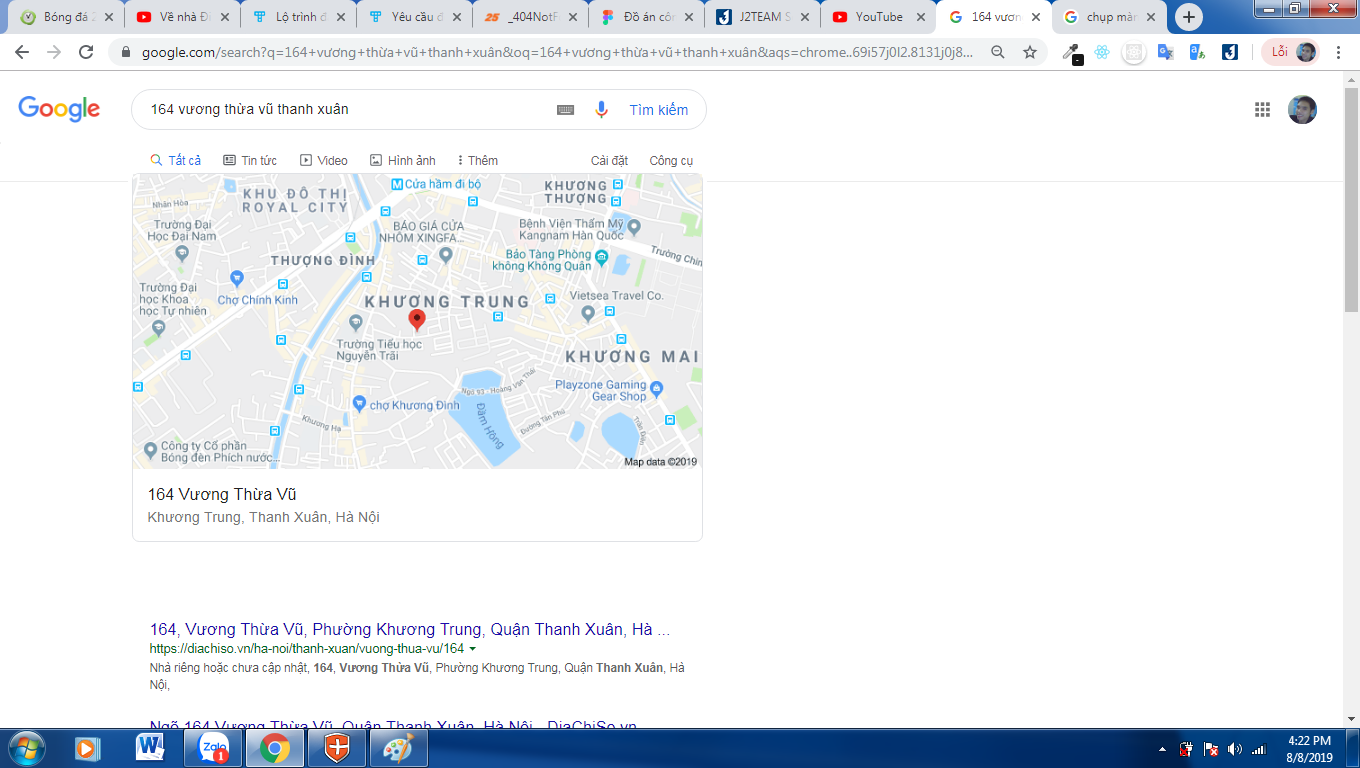 Bóng đá 2
Về nhà Đi
Lộ trình đ
Yêu cầu đ
25 _404NotF
Đồ án côn
J2TEAM S
YouTube
164 vươn
chụp màn
google.com/search?q=164+vương+thừa+vũ+thanh+xuân&oq=164+vương+thừa+vũ+thanh+xuân&aqs=chrome..69i57j0l2.8131j0j8...
Lỗi
Google
164 vương thừa vũ thanh xuân
Tìm kiếm
Tất cả
Tin tức
Video
Hình ảnh
Thêm
Cài đặt
Công cụ
KHU ĐÔ THỊ
ROYAL CITY
Cửa hầm đi bộ
KHƯƠNG
THƯỢNG
Nhân Hòa
Trường Đại
Học Đại Nam
BÁO GIÁ CỬA
NHÔM XINGFA...
Bệnh Viện Thẩm Mỹ
Kangnam Hàn Quốc
THƯỢNG ĐÌNH
Bảo Tàng Phòng
không Không Quân
Trường Chin
Trường Đại
học Khoa
học Tự nhiên
Chợ Chính Kinh
KHƯƠNG TRUNG
Vietsea Travel Co.
Trường Tiểu học
Nguyễn Trãi
KHƯƠNG MAI
Ngõ 93 - Hoàng Văn Thái
Playzone Gaming
Gear Shop
chợ Khương Đình
Đầm Hồng
Đường Tân Phú
Khương Hạ
Trần Điền
Công ty Cổ phần
Bóng đèn Phích nước...
Map data ©2019
164 Vương Thừa Vũ
Khương Trung, Thanh Xuân, Hà Nội
164, Vương Thừa Vũ, Phường Khương Trung, Quận Thanh Xuân, Hà ...
https://diachiso.vn/ha-noi/thanh-xuan/vuong-thua-vu/164
Nhà riêng hoặc chưa cập nhật, 164, Vương Thừa Vũ, Phường Khương Trung, Quận Thanh Xuân, Hà
Nội,
Ngõ 164 Vương Thừa Vũ, Quận Thanh Xuân, Hà Nội - DiaChiSo.vn
Zalo
1
4:22 PM
8/8/2019